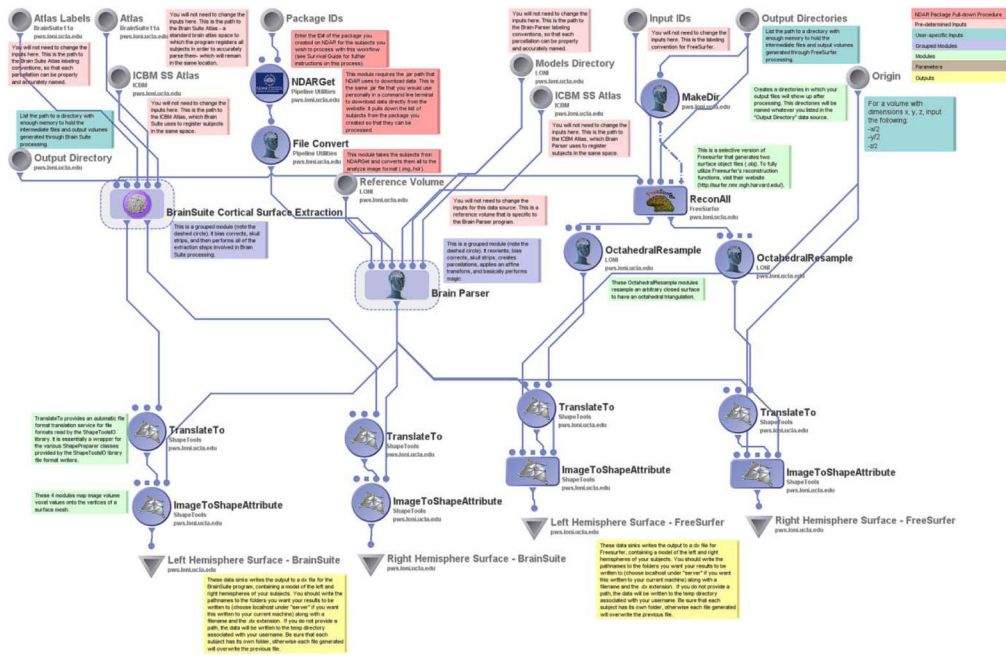 Atlas Labels
BrainSuite11a
pws.loni.ucla.edu
You will not need to
change the inputs here.
This is the path to the
Brain Suite Atlas labeling
conventions, so that each
parcellation can be properly
and accurately named.
Atlas
BrainSuite11a
pws.loni.ucla.edu
You will not need to change the
inputs here. This is the path to
the Brain Suite Atlas - a
standard brain atlas space to
which the program registers all
subjects in order to accurately
parse them- which will remain
in the same location.
ICBM SS Atlas
ICBM
pws.loni.ucla.edu
You will not need to change the
inputs here. This is the path to
the ICBM Atlas, which Brain
Suite uses to register subjects
in the same space.
List the path to a directory with
enough memory to hold the
intermediate files and output volumes
generated through Brain Suite
processing.
Output Directory
pws.loni.ucla.edu
Package IDs
pws.loni.ucla.edu
Enter the ID# of the package you
created on NDAR for the subjects you
wish to process with this workflow
(see Survival Guide for futher
instructions on this process).
NDARGet
Pipeline Utilities
pws.loni.ucla.edu
This module requires the jar path that
NDAR uses to download data. This is
the same .jar file that you would use
personally in a command line terminal
to download data directly from the
website. It pulls down the list of
subjects from the package you
created so that they can be
processed.
File Convert
Pipeline Utilities
pws.loni.ucla.edu
This module takes the subjects from
NDARGet and converts them all to the
analyze image format (.img,.hdr).
Reference Volume
pws.loni.ucla.edu
You will not need to change the
inputs for this data source. This is a
reference volume that is specific to
the Brain Parser program.
You will not need to change the
inputs here. This is the path to
the Brain Parser labeling
conventions, so that each
parcellation can be properly
and accurately named.
Models Directory
LONI
pws.loni.ucla.edu
ICBM SS Atlas
ICBM
pws.loni.ucla.edu
You will not need to change the
inputs here. This is the path to
the ICBM Atlas, which Brain
Parser uses to register
subjects in the same space.
Input IDs
pws.loni.ucla.edu
You will not need to change the
inputs here. This is the labeling
convention for FreeSurfer.
Output Directories
pws.loni.ucla.edu
List the path to a directory with
enough memory to hold the
intermediate files and output volumes
generated through FreeSurfer
processing.
MakeDir
pws.loni.ucla.edu
Creates a directories in which your
output files will show up after
processing. This directories will be
named whatever you listed in the
"Output Directory" data source.
Origin
pws.loni.ucla.edu
For a volume with
dimensions x, y, z, input
the following:
-x/2
-y/2
-z/2
NDAR Package Full-down Procedure
Pre-determined Inputs
User-specific Inputs
Grouped Modules
Modules
Parameters
Outputs
This is a selective version of
Freesurfer that generates two
surface object files (.obj). To fully
utilize Freesurfer's reconstruction
functions, visit their website
(http://surfer.nmr.mgh.harvard.edu/).
FreeSurfer
ReconAll
FreeSurfer
pws.loni.ucla.edu
BrainSuite Cortical Surface Extraction
pws.loni.ucla.edu
This is a grouped module (note the
dashed circle). It bias corrects, skull
strips, and then performs all of the
extraction steps involved in Brain
Suite processing.
This is a grouped module (note the
dashed circle). It reorients, bias
corrects, skull strips, creates
parcellations, applies an affine
transform, and basically performs
magic.
Brain Parser
OctahedralResample
LONI
pws.loni.ucla.edu
OctahedralResample
LONI
pws.loni.ucla.edu
These OctahedralResample modules
resample an arbitrary closed surface
to have an octahedral triangulation.
TranslateTo provides an automatic file
format translation service for file
formats read by the ShapeToolsIO
library. It is essentially a wrapper for
the various ShapePreparer classes
provided by the ShapeToolsIO library
file format writers.
TranslateTo
ShapeTools
pws.loni.ucla.edu
TranslateTo
ShapeTools
pws.loni.ucla.edu
TranslateTo
ShapeTools
pws.loni.ucla.edu
TranslateTo
ShapeTools
pws.loni.ucla.edu
These 4 modules map image volume
voxel values onto the vertices of a
surface mesh.
ImageToShapeAttribute
ShapeTools
pws.loni.ucla.edu
ImageToShapeAttribute
ShapeTools
pws.loni.ucla.edu
ImageToShapeAttribute
ShapeTools
pws.loni.ucla.edu
ImageToShapeAttribute
ShapeTools
pws.loni.ucla.edu
Left Hemisphere Surface - BrainSuite
pws.loni.ucla.edu
Right Hemisphere Surface - BrainSuite
pws.loni.ucla.edu
Left Hemisphere Surface - FreeSurfer
pws.loni.ucla.edu
Right Hemisphere Surface - FreeSurfer
pws.loni.ucla.edu
These data sinks writes the output to a dx file for the
BrainSuite program, containing a model of the left and
right hemispheres of your subjects. You should write the
pathnames to the folders you want your results to be
written to (choose localhost under "server" if you want
this written to your current machine) along with a
filename and the .dx extension. If you do not provide a
path, the data will be written to the temp directory
associated with your username. Be sure that each
subject has its own folder, otherwise each file generated
will overwrite the previous file.
These data sinks writes the output to a dx file for
Freesurfer, containing a model of the left and right
hemispheres of your subjects. You should write the
pathnames to the folders you want your results to be
written to (choose localhost under "server" if you want
this written to your current machine) along with a
filename and the .dx extension. If you do not provide a
path, the data will be written to the temp directory
associated with your username. Be sure that each
subject has its own folder, otherwise each file generated
will overwrite the previous file.